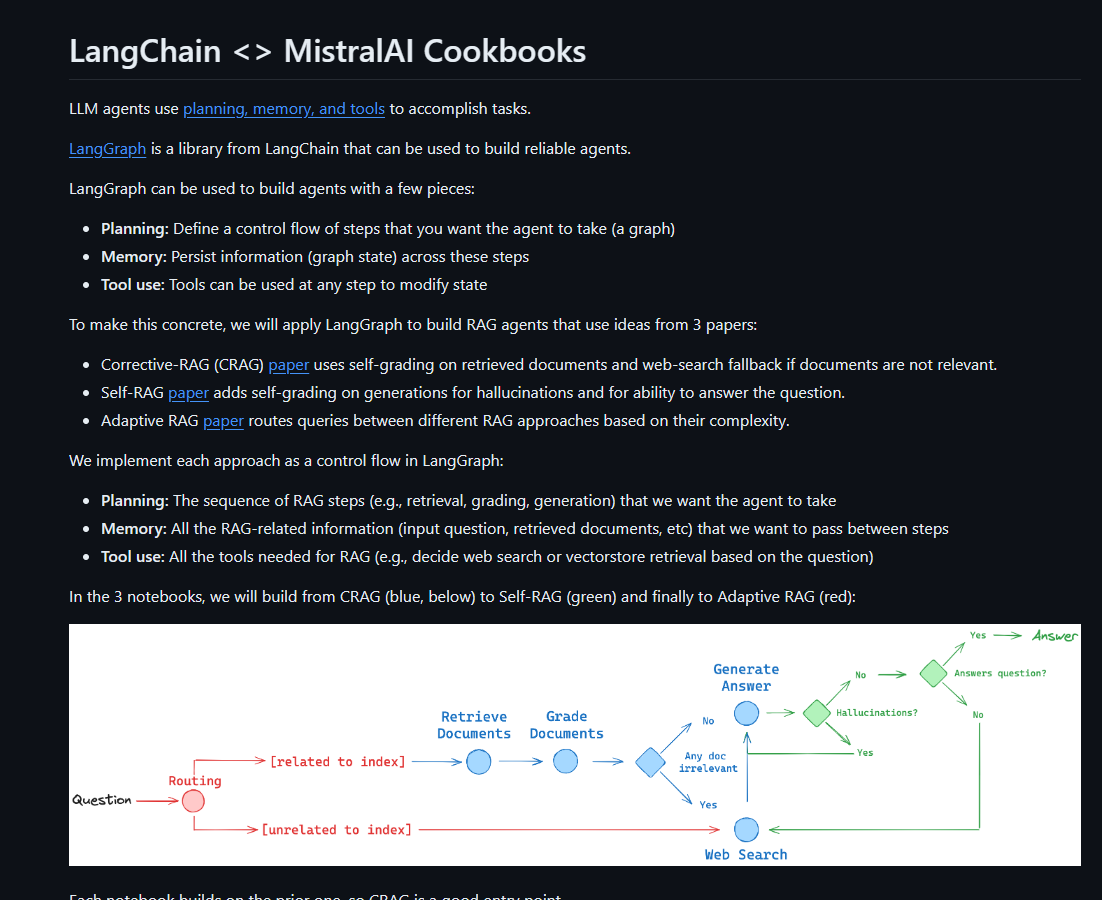 LangChain <> MistralAI Cookbooks
LLM agents use planning, memory, and tools to accomplish tasks.
LangGraph is a library from LangChain that can be used to build reliable agents.
LangGraph can be used to build agents with a few pieces:
• Planning: Define a control flow of steps that you want the agent to take (a graph)
• Memory: Persist information (graph state) across these steps
• Tool use: Tools can be used at any step to modify state
To make this concrete, we will apply LangGraph to build RAG agents that use ideas from 3 papers:
• Corrective-RAG (CRAG) paper uses self-grading on retrieved documents and web-search fallback if documents are not relevant.
• Self-RAG paper adds self-grading on generations for hallucinations and for ability to answer the question.
• Adaptive RAG paper routes queries between different RAG approaches based on their complexity.
We implement each approach as a control flow in LangGraph:
• Planning: The sequence of RAG steps (e.g., retrieval, grading, generation) that we want the agent to take
• Memory: All the RAG-related information (input question, retrieved documents, etc) that we want to pass between steps
• Tool use: All the tools needed for RAG (e.g., decide web search or vectorstore retrieval based on the question)
In the 3 notebooks, we will build from CRAG (blue, below) to Self-RAG (green) and finally to Adaptive RAG (red):
Question
Routing
[related to index]
[unrelated to index]
Retrieve
Documents
Grade
Documents
Any doc
irrelevant
No
Yes
Generate
Answer
Web Search
Hallucinations?
No
Yes
Answers question?
Yes
Answer
No
Each notebook builds on the prior one, so CRAG is a good entry point.